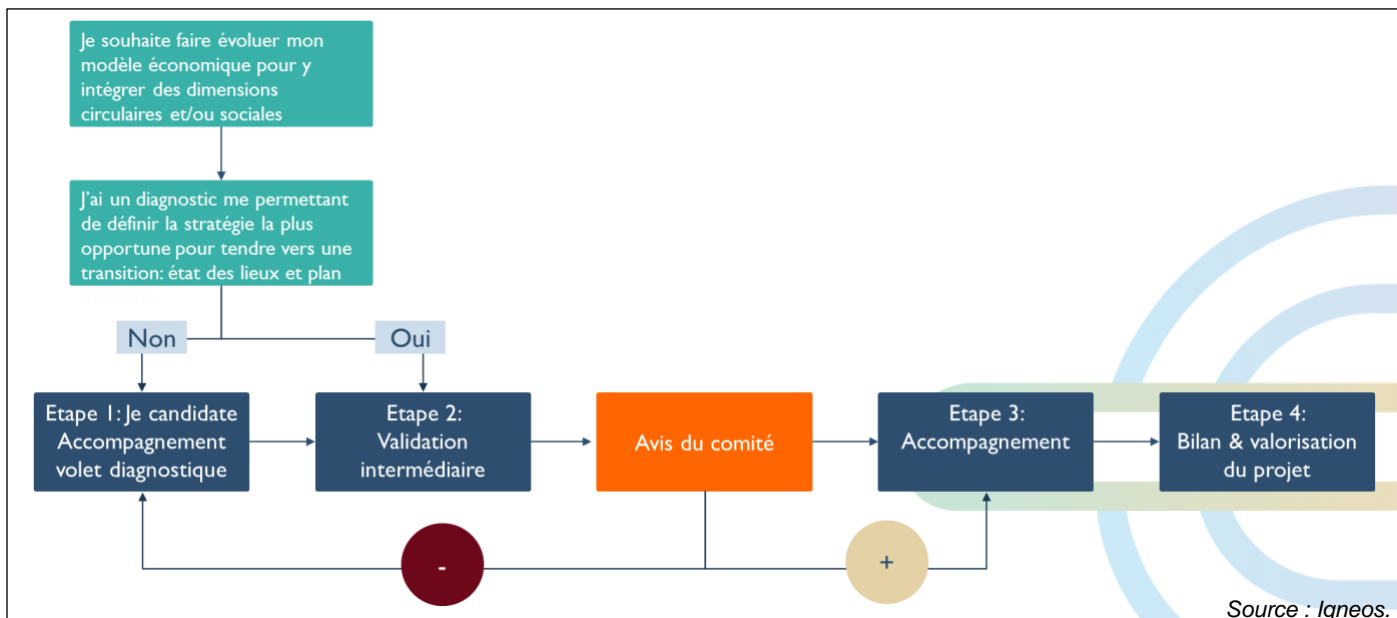 Je souhaite faire évoluer mon
modèle économique pour y
intégrer des dimensions
circulaires et/ou sociales
J'ai un diagnostic me permettant
de définir la stratégie la plus
opportune pour tendre vers une
transition: état des lieux et plan
Non
Oui
Etape 1: Je candidate
Accompagnement
volet diagnostique
Etape 2:
Validation
intermédiaire
Avis du comité
Etape 3:
Accompagnement
Etape 4:
Bilan & valorisation
du projet
-
+
Source : Igneos.